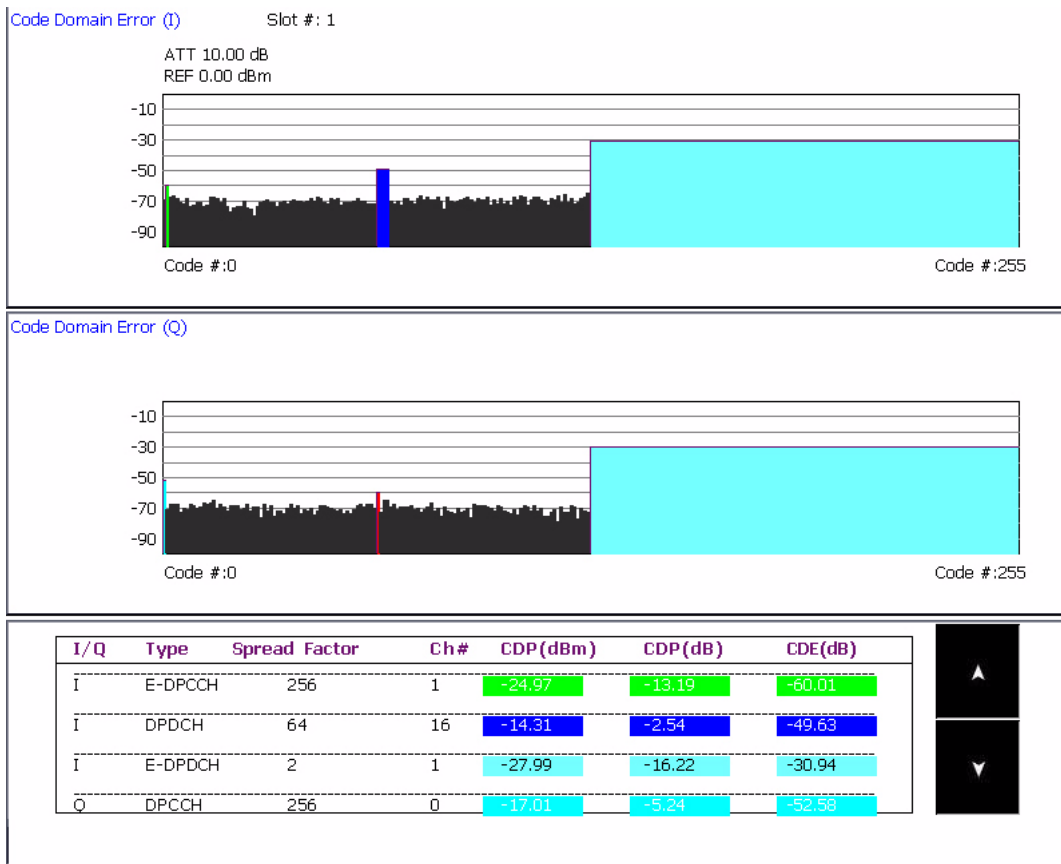 Code Domain Error (I) Slot #: 1
ATT 10.00 dB
REF 0.00 dBm
-10
-30
-50
-70
-90
Code #:0 Code #:255
Code Domain Error (Q)
-10
-30
-50
-70
-90
Code #:0 Code #:255
I/Q Type Spread Factor Ch# CDP(dBm) CDP(dB) CDE(dB)
I E-DPCCH 256 1 -24.97 -13.19 -60.01
I DPDCH 64 16 -14.31 -2.54 -49.63
I E-DPDCH 2 1 -27.99 -16.22 -30.94
Q DPCCH 256 0 -17.01 -5.24 -52.58